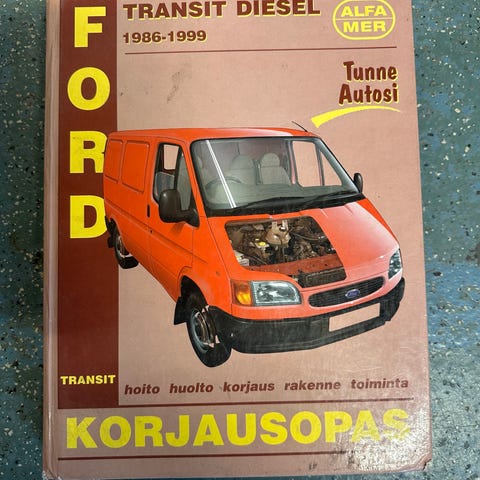 FORD
TRANSIT DIESEL
1986-1999
ALFA
MER
Tunne
Autosi
TRANSIT
hoito huolto korjaus rakenne toiminta
KORJAUSOPAS